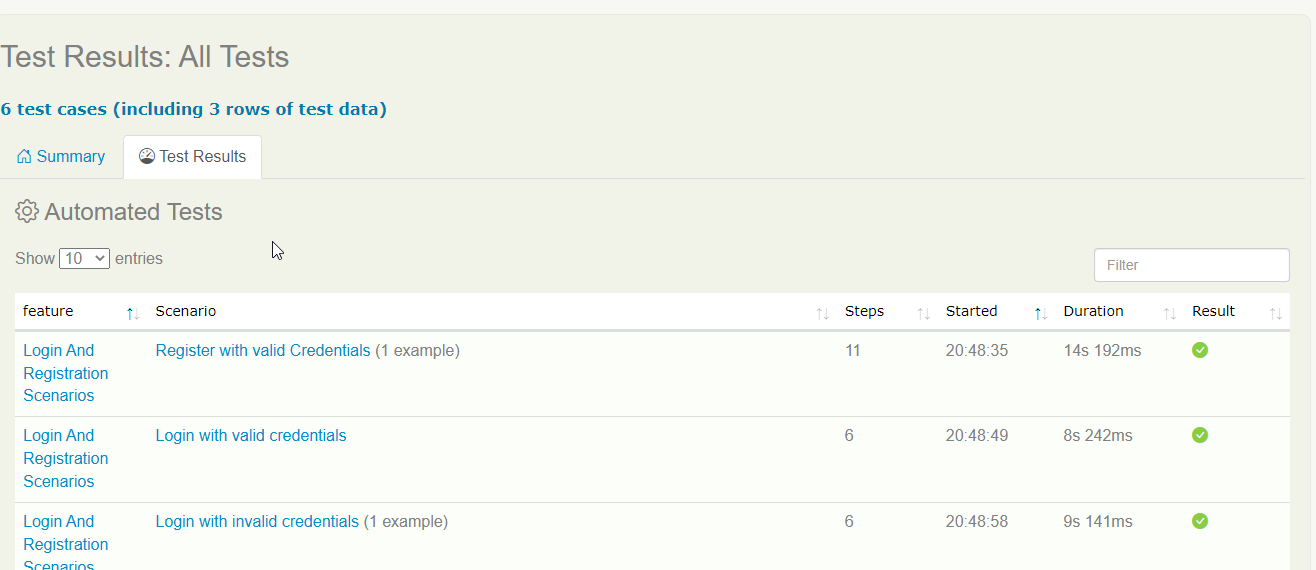 Test Results: All Tests
6 test cases (including 3 rows of test data)
Summary Test Results
Automated Tests
Show 10 entries
Filter
feature Scenario Steps Started Duration Result
Login And Registration Scenarios Register with valid Credentials (1 example) 11 20:48:35 14s 192ms
Login And Registration Scenarios Login with valid credentials 6 20:48:49 8s 242ms
Login And Registration Scenarios Login with invalid credentials (1 example) 6 20:48:58 9s 141ms